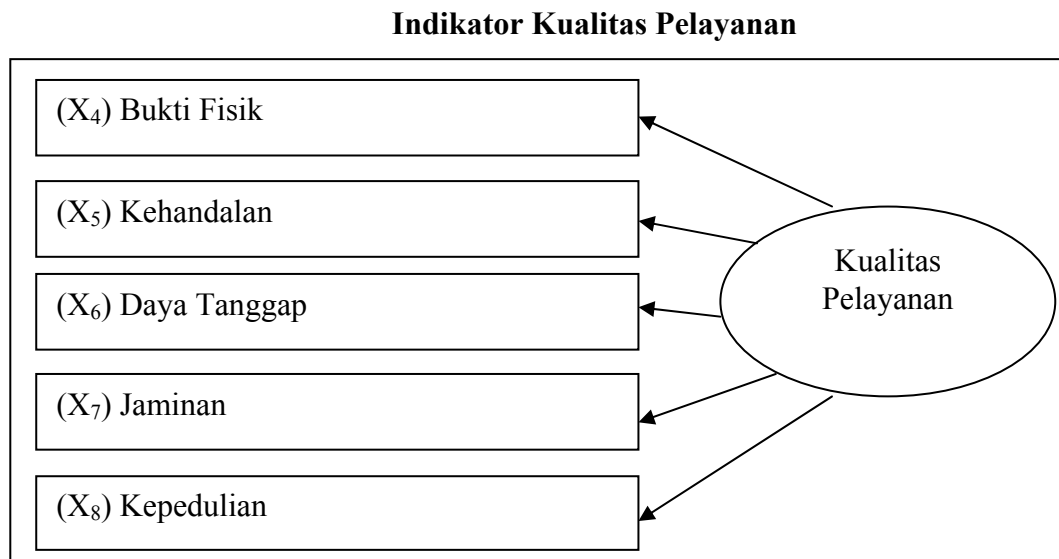 Indikator Kualitas Pelayanan
(X₄) Bukti Fisik
(X₅) Kehandalan
(X₆) Daya Tanggap
(X₇) Jaminan
(X₈) Kepedulian
Kualitas
Pelayanan